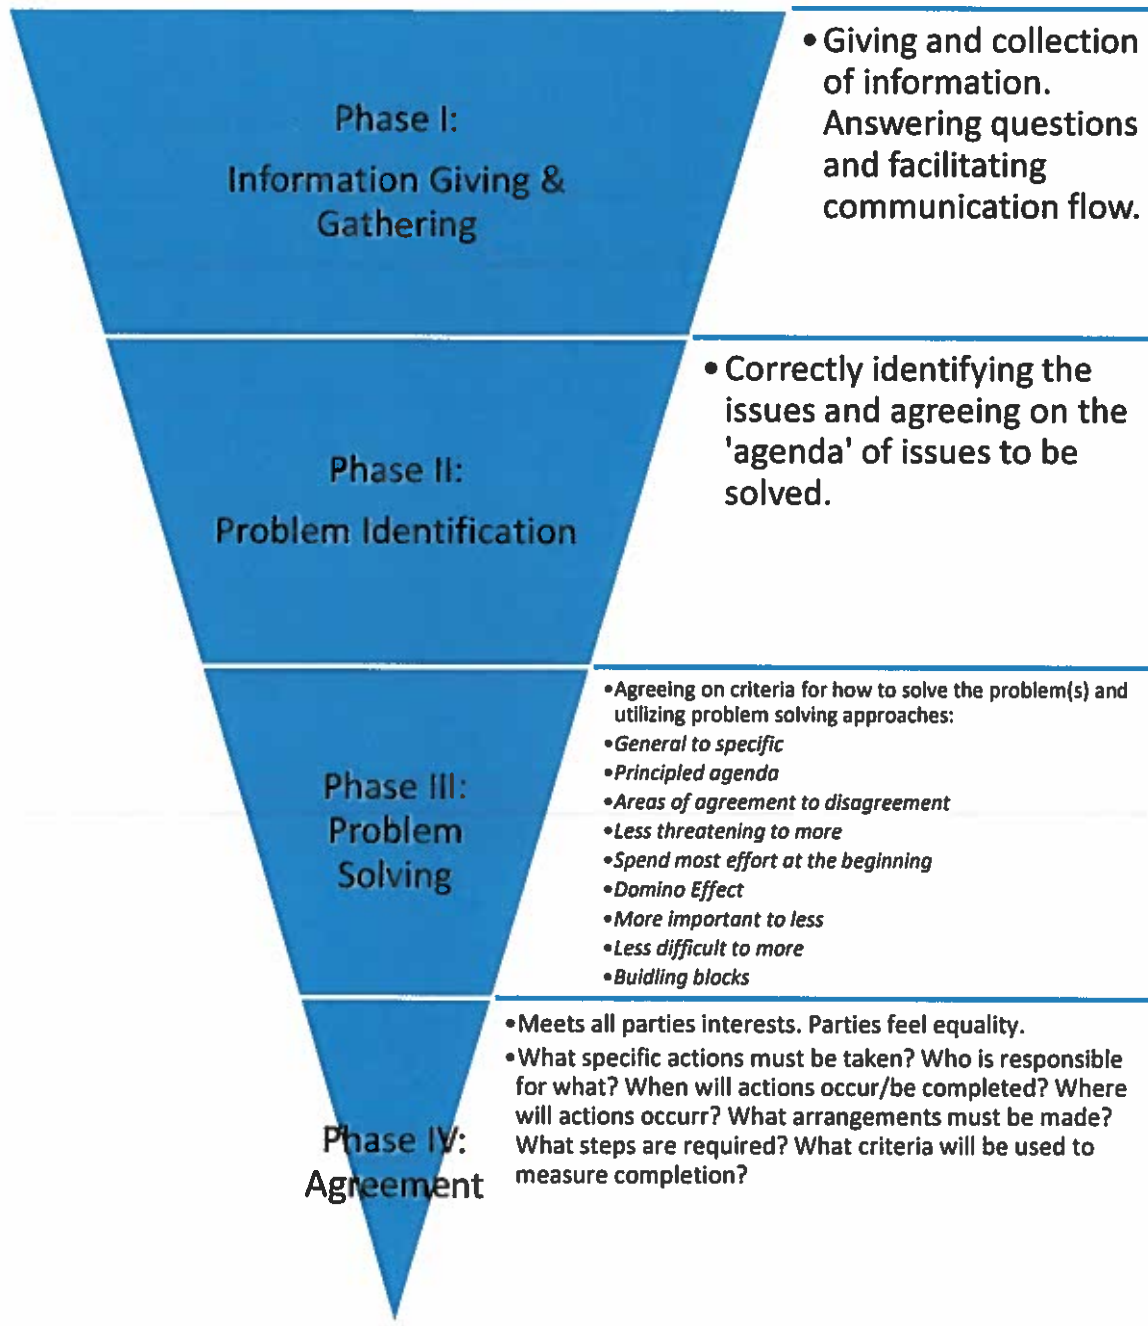 Phase I:
Information Giving &
Gathering
• Giving and collection
of information.
Answering questions
and facilitating
communication flow.
Phase II:
Problem Identification
• Correctly identifying the
issues and agreeing on the
'agenda' of issues to be
solved.
Phase III:
Problem
Solving
•Agreeing on criteria for how to solve the problem(s) and
utilizing problem solving approaches:
•General to specific
•Principled agenda
•Areas of agreement to disagreement
•Less threatening to more
•Spend most effort at the beginning
•Domino Effect
•More important to less
•Less difficult to more
•Buidling blocks
Phase IV:
Agreement
•Meets all parties interests. Parties feel equality.
•What specific actions must be taken? Who is responsible
for what? When will actions occur/be completed? Where
will actions occurr? What arrangements must be made?
What steps are required? What criteria will be used to
measure completion?